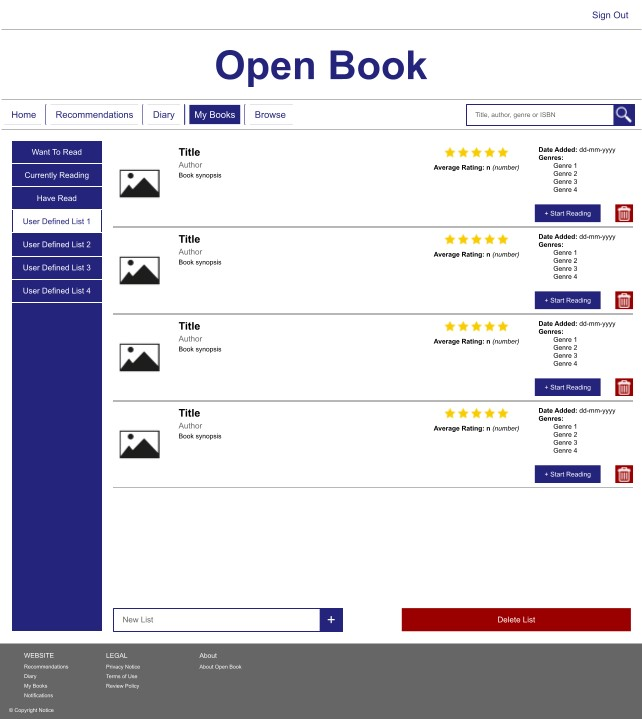 Sign Out
Open Book
Home Recommendations Diary My Books Browse Title, author, genre or ISBN
Want To Read
Currently Reading
Have Read
User Defined List 1
User Defined List 2
User Defined List 3
User Defined List 4
Title
Author
Book synopsis
Average Rating: n (number)
Date Added: dd-mm-yyyy
Genres:
Genre 1
Genre 2
Genre 3
Genre 4
+ Start Reading
Title
Author
Book synopsis
Average Rating: n (number)
Date Added: dd-mm-yyyy
Genres:
Genre 1
Genre 2
Genre 3
Genre 4
+ Start Reading
Title
Author
Book synopsis
Average Rating: n (number)
Date Added: dd-mm-yyyy
Genres:
Genre 1
Genre 2
Genre 3
Genre 4
+ Start Reading
Title
Author
Book synopsis
Average Rating: n (number)
Date Added: dd-mm-yyyy
Genres:
Genre 1
Genre 2
Genre 3
Genre 4
+ Start Reading
New List +
Delete List
WEBSITE
Recommendations
Diary
My Books
Notifications
LEGAL
Privacy Notice
Terms of Use
Review Policy
About
About Open Book
© Copyright Notice